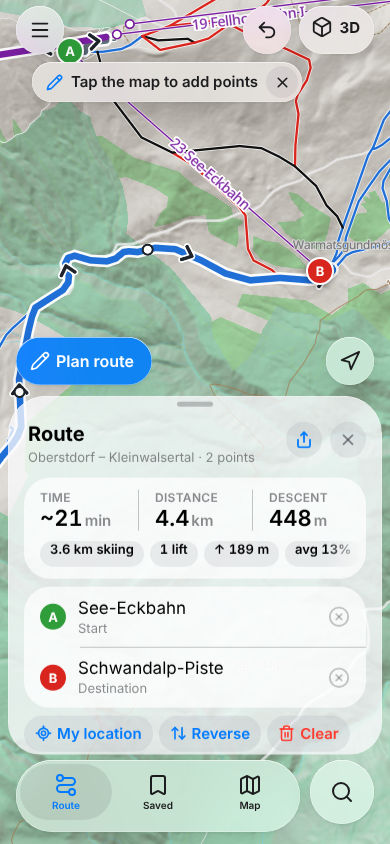 19 Fellho
A
3D
Tap the map to add points
23 See-Eckbahn
Warmatsgundmös
B
Plan route
Route
Oberstdorf – Kleinwalsertal · 2 points
TIME
~21 min
DISTANCE
4.4 km
DESCENT
448 m
3.6 km skiing
1 lift
↑ 189 m
avg 13%
A
See-Eckbahn
Start
B
Schwandalp-Piste
Destination
My location
Reverse
Clear
Route
Saved
Map